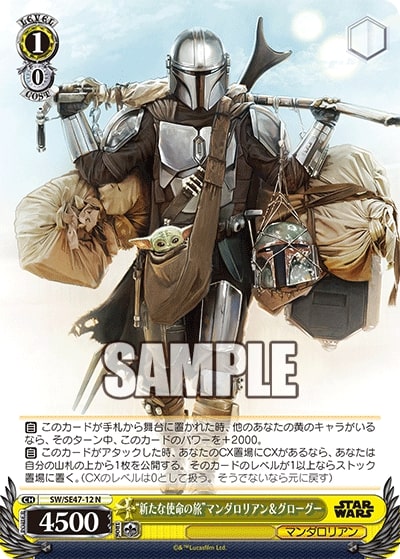 LEVEL
1
0
COST
SAMPLE
自 このカードが手札から舞台に置かれた時、他のあなたの黄のキャラがいる
なら、そのターン中、このカードのパワーを+2000。
自 このカードがアタックした時、あなたのCX置場にCXがあるなら、あなたは
自分の山札の上から1枚を公開する。そのカードのレベルが1以上ならストック
置場に置く。(CXのレベルは0として扱う。そうでないなら元に戻す)
CH SW/SE47-12 N
4500
“新たな使命の旅”マンダロリアン&グローグー
STAR WARS
マンダロリアン
©&™Lucasfilm Ltd.